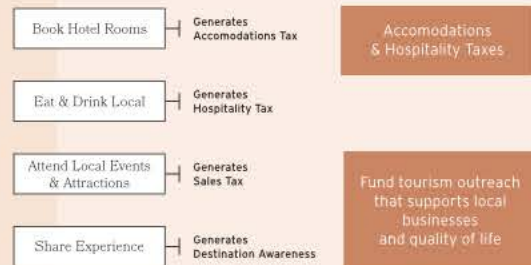 Book Hotel Rooms
Generates
Accomodations Tax
Accomodations
& Hospitality Taxes
Eat & Drink Local
Generates
Hospitality Tax
Attend Local Events
& Attractions
Generates
Sales Tax
Fund tourism outreach
that supports local
businesses
and quality of life
Share Experience
Generates
Destination Awareness